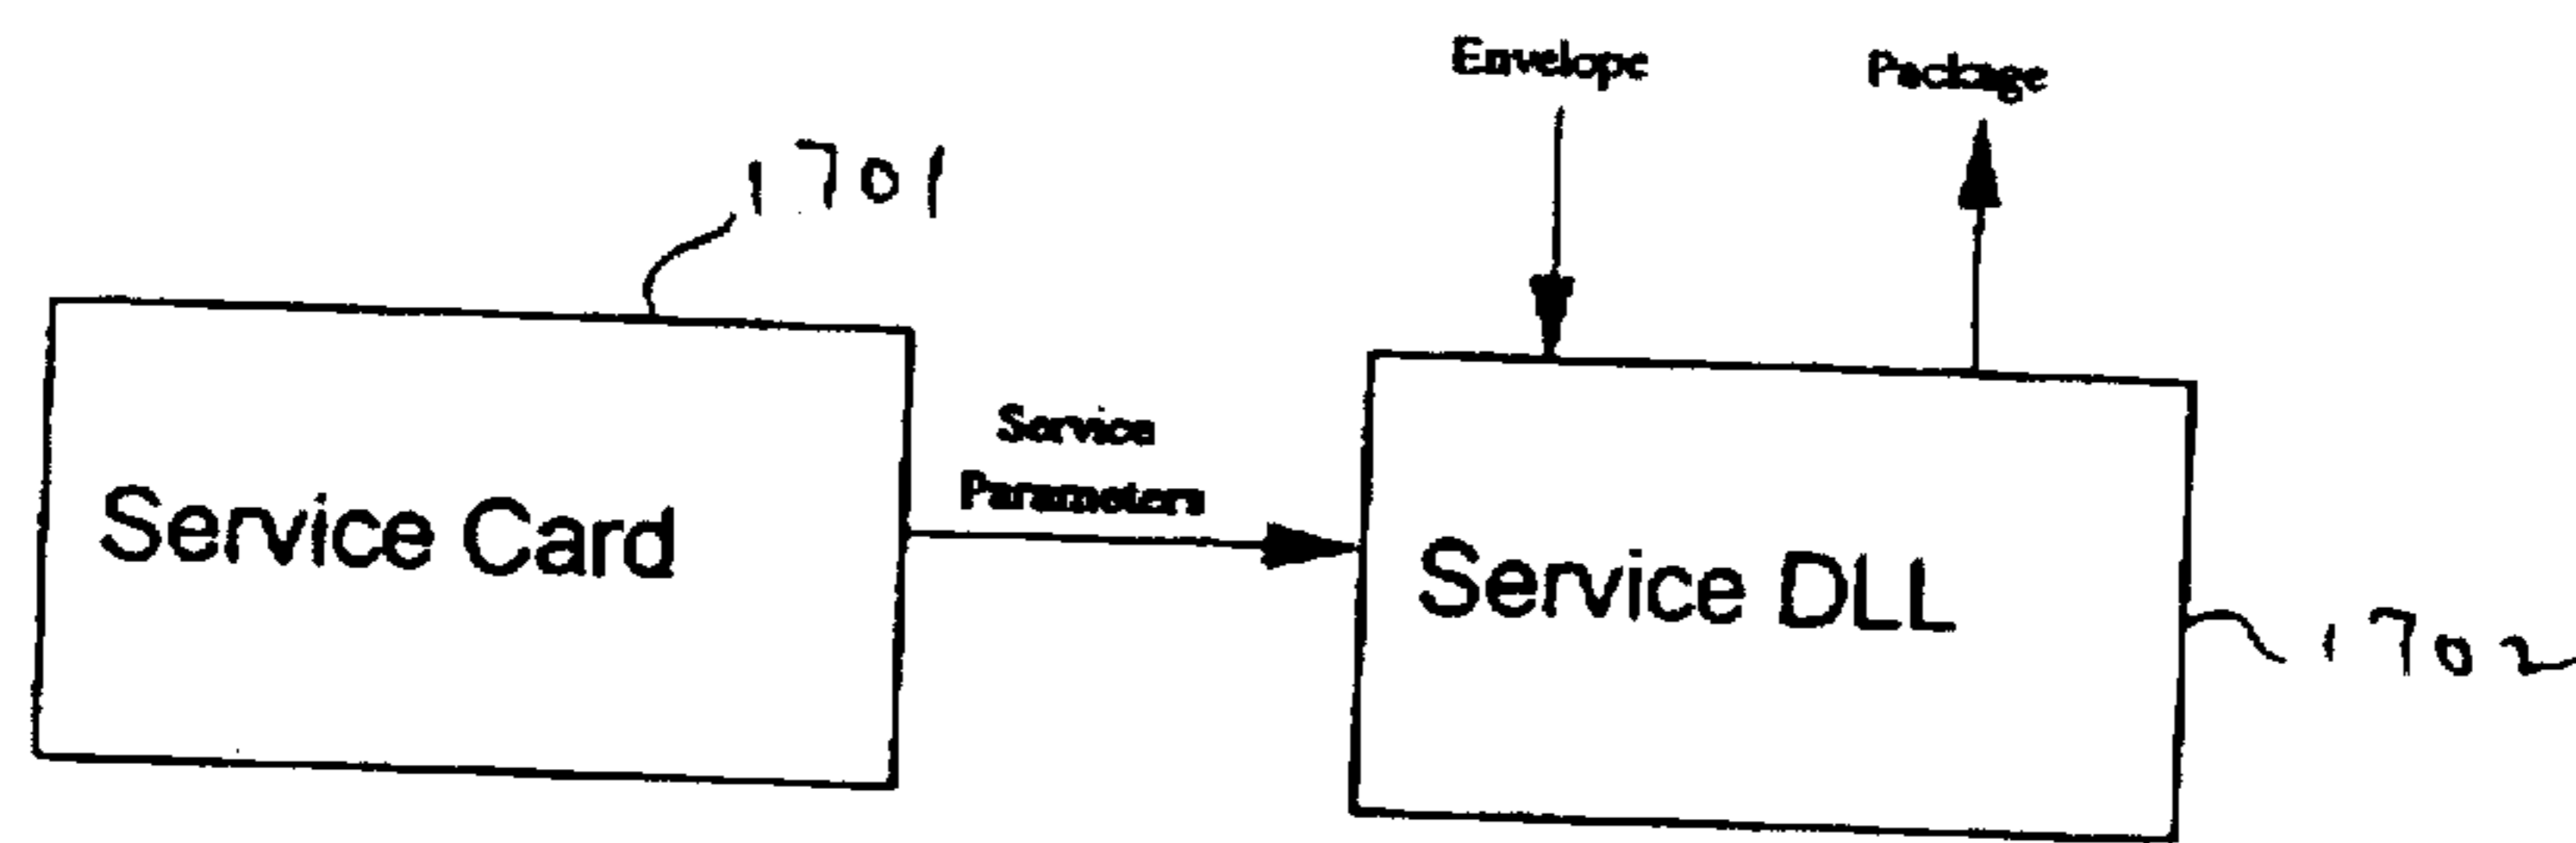 Envelope
Package
1701
Service
Parameters
Service Card
Service DLL
1702